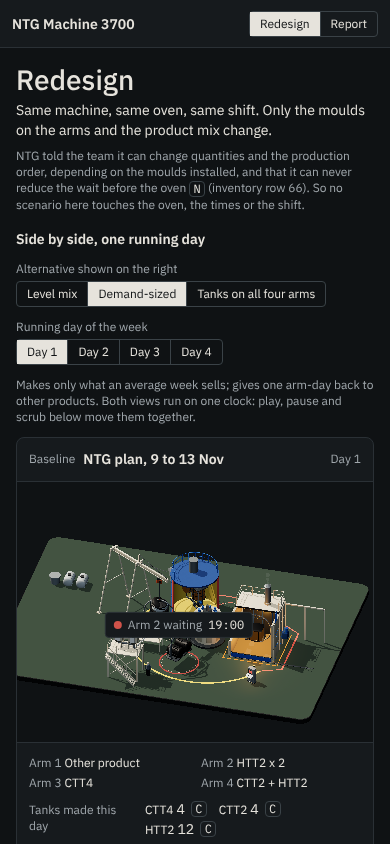 NTG Machine 3700
Redesign
Report
Redesign
Same machine, same oven, same shift. Only the moulds
on the arms and the product mix change.
NTG told the team it can change quantities and the production
order, depending on the moulds installed, and that it can never
reduce the wait before the oven N (inventory row 66). So no
scenario here touches the oven, the times or the shift.
Side by side, one running day
Alternative shown on the right
Level mix
Demand-sized
Tanks on all four arms
Running day of the week
Day 1
Day 2
Day 3
Day 4
Makes only what an average week sells; gives one arm-day back to
other products. Both views run on one clock: play, pause and
scrub below move them together.
Baseline NTG plan, 9 to 13 Nov
Day 1
Arm 2 waiting 19:00
Arm 1 Other product
Arm 2 HTT2 x 2
Arm 3 CTT4
Arm 4 CTT2 + HTT2
Tanks made this
day
CTT4 4 C CTT2 4 C
HTT2 12 C